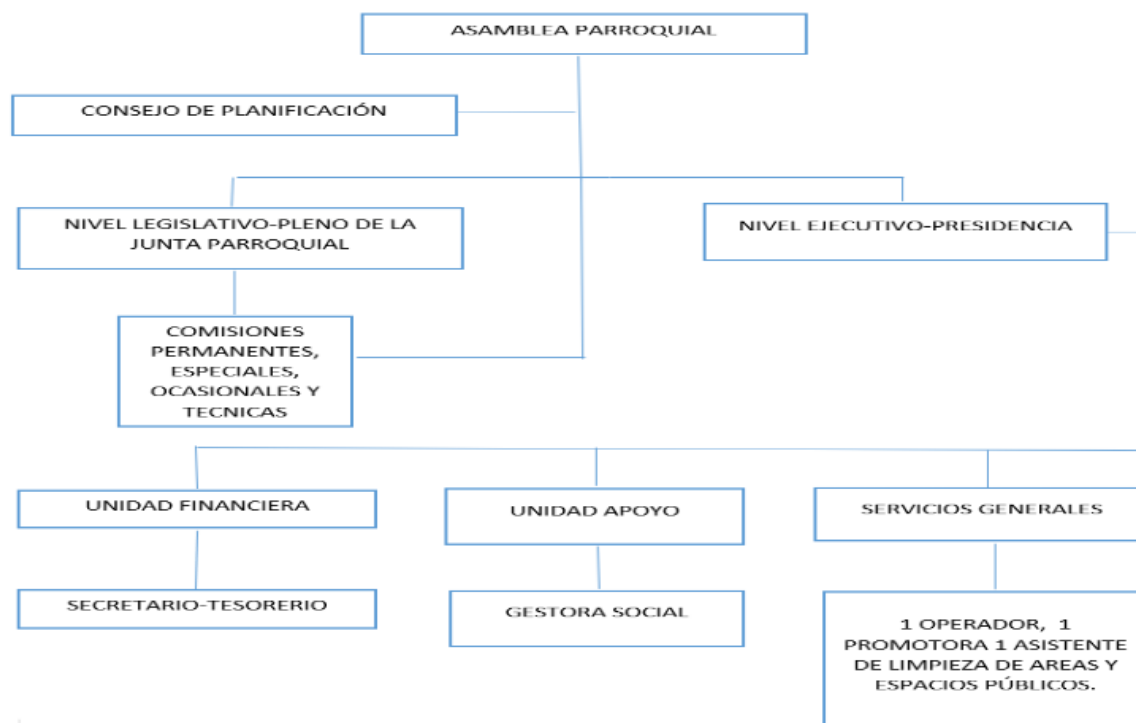 ASAMBLEA PARROQUIAL
CONSEJO DE PLANIFICACIÓN
NIVEL LEGISLATIVO-PLENO DE LA
JUNTA PARROQUIAL
NIVEL EJECUTIVO-PRESIDENCIA
COMISIONES
PERMANENTES,
ESPECIALES,
OCASIONALES Y
TECNICAS
UNIDAD FINANCIERA
UNIDAD APOYO
SERVICIOS GENERALES
SECRETARIO-TESORERIO
GESTORA SOCIAL
1 OPERADOR, 1
PROMOTORA 1 ASISTENTE
DE LIMPIEZA DE AREAS Y
ESPACIOS PÚBLICOS.